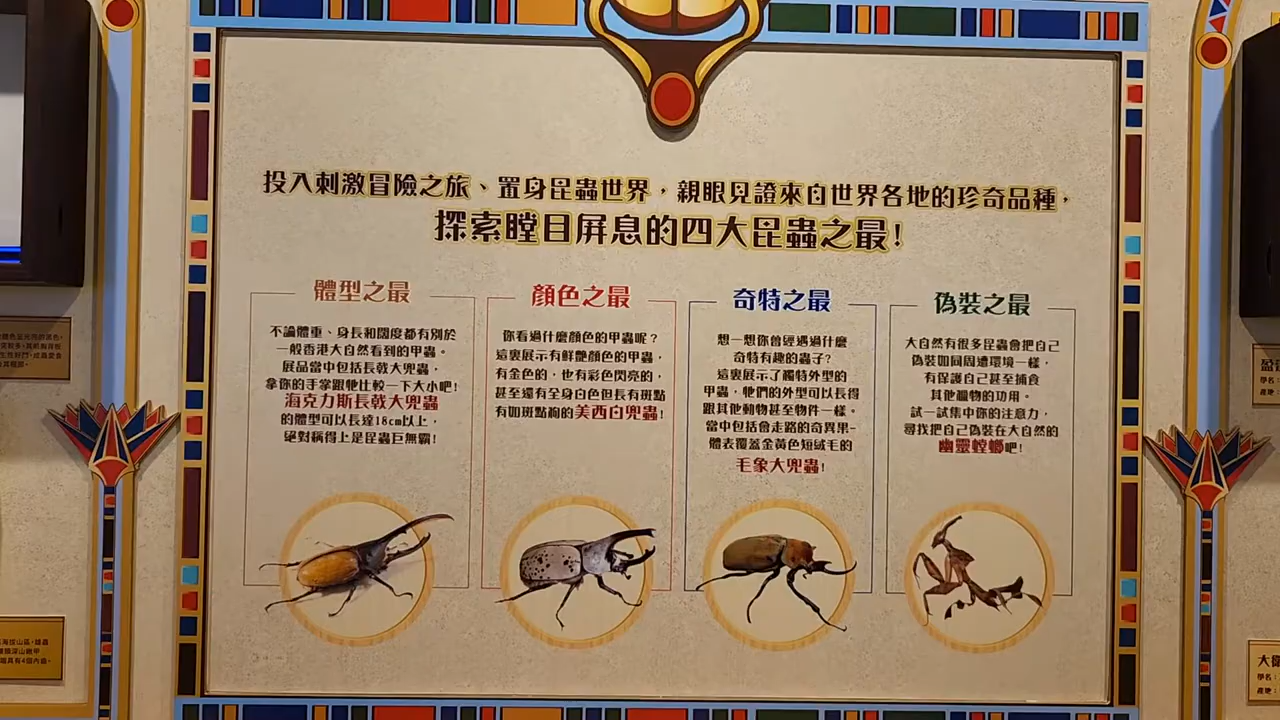 投入刺激冒險之旅、置身昆蟲世界，親眼見證來自世界各地的珍奇品種，
探索瞠目屏息的四大昆蟲之最！
體型之最
不論體重、身長和闊度都有別於
一般香港大自然看到的甲蟲。
展品當中包括長戟大兜蟲，
拿你的手掌跟牠比較一下大小吧！
海克力斯長戟大兜蟲
的體型可以長達18cm以上，
絕對稱得上是昆蟲巨無霸！
顏色之最
你看過什麼顏色的甲蟲呢？
這裏展示有鮮艷顏色的甲蟲，
有金色的，也有彩色閃亮的，
甚至還有全身白色但長有斑點
有如斑點狗的美西白兜蟲！
奇特之最
想一想你曾經遇過什麼
奇特有趣的蟲子？
這裏展示了獨特外型的
甲蟲，牠們的外型可以長得
跟其他動物甚至物件一樣。
當中包括會走路的奇異果-
體表覆蓋金黃色短絨毛的
毛象大兜蟲！
偽裝之最
大自然有很多昆蟲會把自己
偽裝如同周遭環境一樣，
有保護自己甚至捕食
其他獵物的功用。
試一試集中你的注意力，
尋找把自己偽裝在大自然的
幽靈螳螂吧！
學名：
產地：
大
學名：
產地：